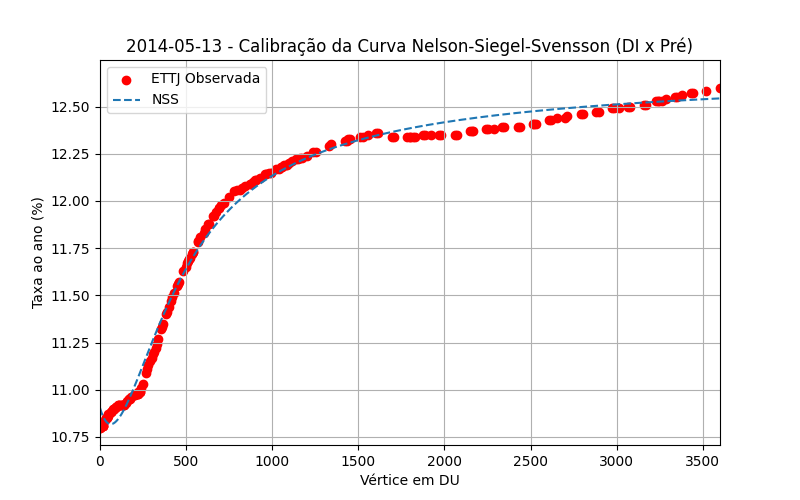 2014-05-13 - Calibração da Curva Nelson-Siegel-Svensson (DI x Pré)
ETTJ Observada
NSS
Taxa ao ano (%)
12.50
12.25
12.00
11.75
11.50
11.25
11.00
10.75
0 500 1000 1500 2000 2500 3000 3500
Vértice em DU